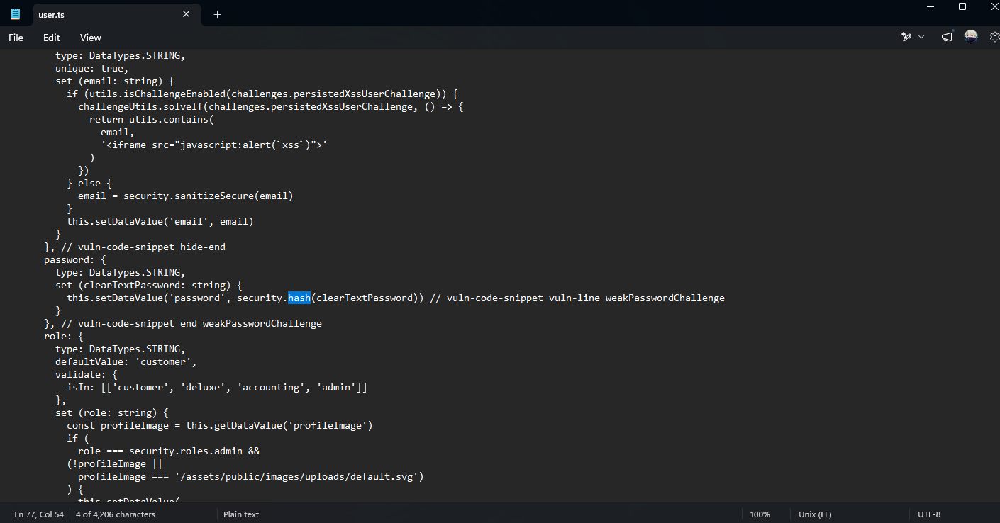 user.ts
File Edit View
type: DataTypes.STRING,
unique: true,
set (email: string) {
if (utils.isChallengeEnabled(challenges.persistedXssUserChallenge)) {
challengeUtils.solveIf(challenges.persistedXssUserChallenge, () => {
return utils.contains(
email,
'<iframe src="javascript:alert(`xss`)">'
)
})
} else {
email = security.sanitizeSecure(email)
}
this.setDataValue('email', email)
}
}, // vuln-code-snippet hide-end
password: {
type: DataTypes.STRING,
set (clearTextPassword: string) {
this.setDataValue('password', security.hash(clearTextPassword)) // vuln-code-snippet vuln-line weakPasswordChallenge
}
}, // vuln-code-snippet end weakPasswordChallenge
role: {
type: DataTypes.STRING,
defaultValue: 'customer',
validate: {
isIn: [['customer', 'deluxe', 'accounting', 'admin']]
},
set (role: string) {
const profileImage = this.getDataValue('profileImage')
if (
role === security.roles.admin &&
(!profileImage ||
profileImage === '/assets/public/images/uploads/default.svg')
) {
this.setDataValue(
Ln 77, Col 54 4 of 4,206 characters Plain text 100% Unix (LF) UTF-8